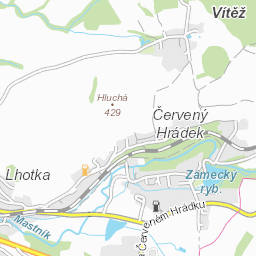 Vítěž
Hluchá
429
Červený
Hrádek
Lhotka
Zámecký
ryb.
Mastník
a Červeném Hrádku